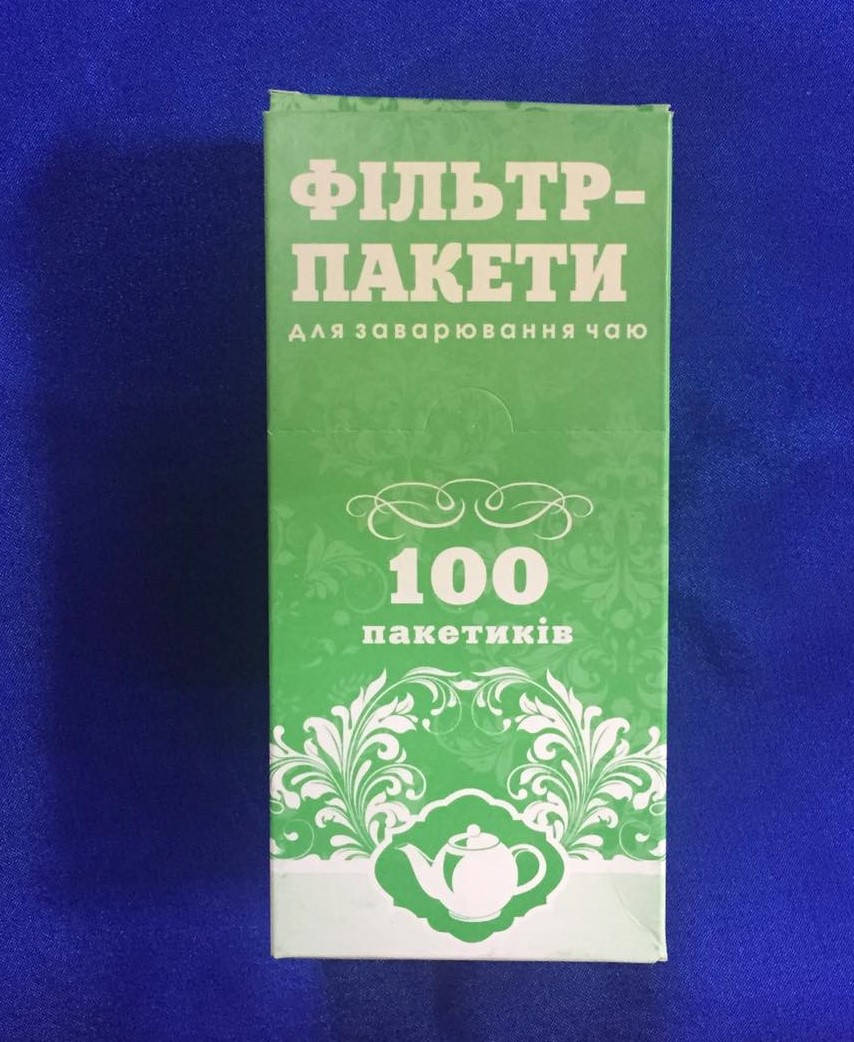 ФІЛЬТР-
ПАКЕТИ
для заварювання чаю
100
пакетиків